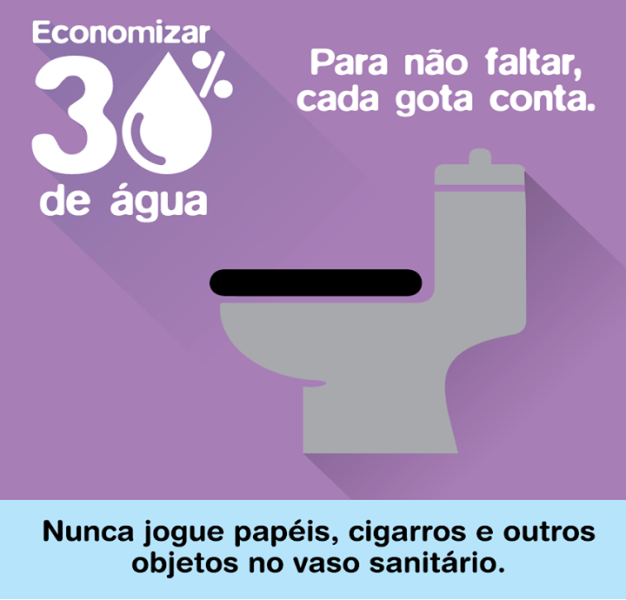 Economizar
30%
de água
Para não faltar,
cada gota conta.
Nunca jogue papéis, cigarros e outros
objetos no vaso sanitário.